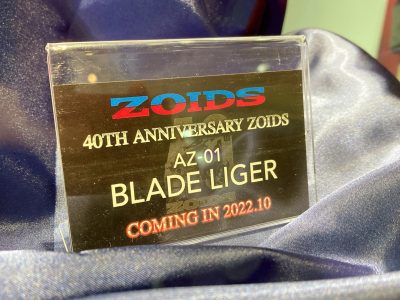 ZOIDS
40TH ANNIVERSARY ZOIDS
AZ-01
BLADE LIGER
COMING IN 2022.10